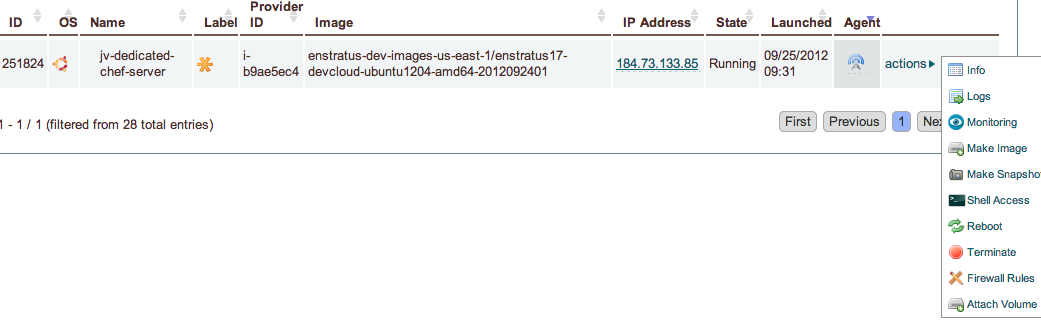 ID OS Name Label Provider ID Image IP Address State Launched Agent
251824 jv-dedicated-chef-server i-b9ae5ec4 enstratus-dev-images-us-east-1/enstratus17-devcloud-ubuntu1204-amd64-2012092401 184.73.133.85 Running 09/25/2012 09:31 actions
1 - 1 / 1 (filtered from 28 total entries)
First Previous 1 Nex
Info
Logs
Monitoring
Make Image
Make Snapsho
Shell Access
Reboot
Terminate
Firewall Rules
Attach Volume